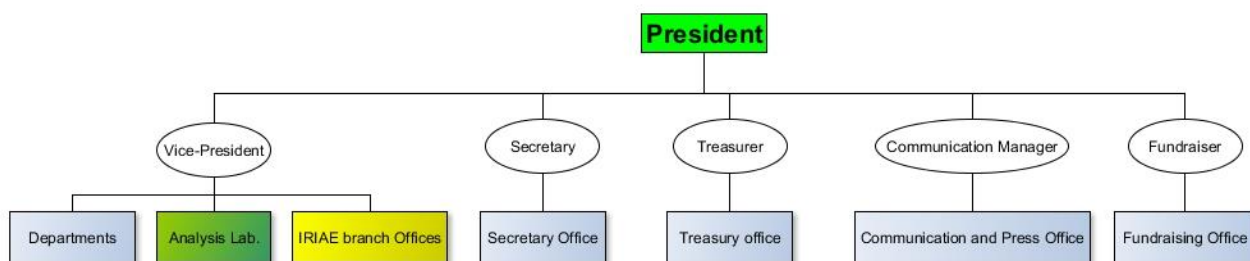 President
Vice-President
Secretary
Treasurer
Communication Manager
Fundraiser
Departments
Analysis Lab.
IRIAE branch Offices
Secretary Office
Treasury office
Communication and Press Office
Fundraising Office